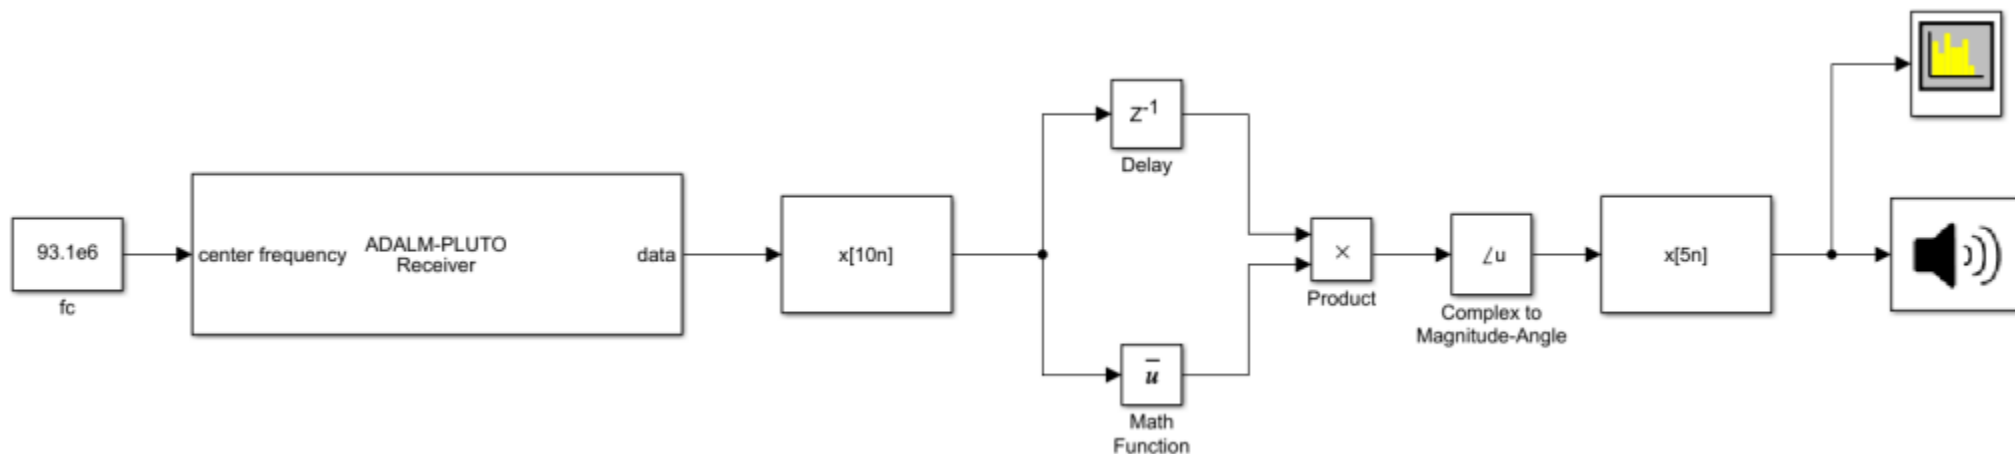 93.1e6
fc
center frequency
ADALM-PLUTO
Receiver
data
x[10n]
Z-1
Delay
u
Math
Function
×
Product
∠u
Complex to
Magnitude-Angle
x[5n]